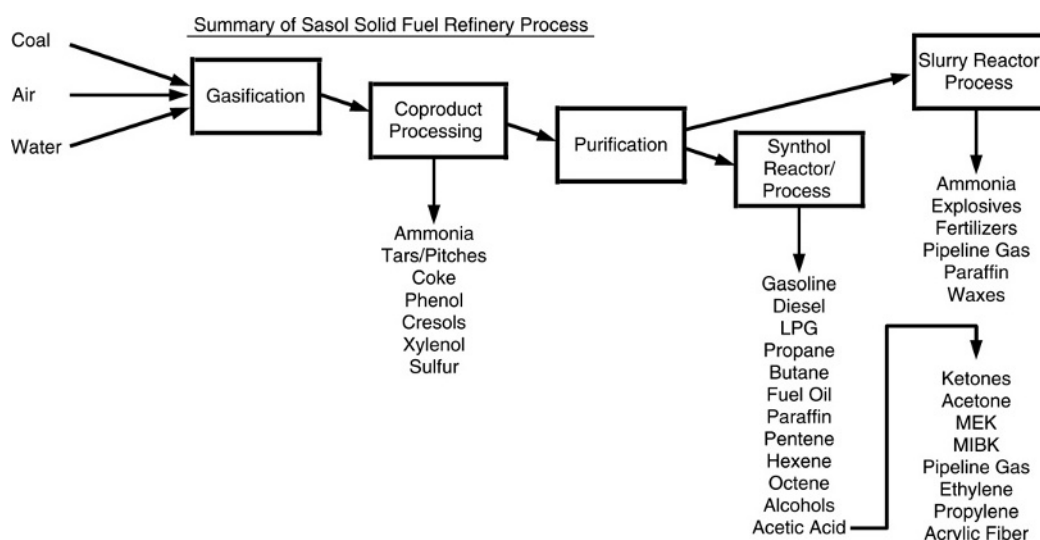 Summary of Sasol Solid Fuel Refinery Process
Coal
Air
Water
Gasification
Coproduct
Processing
Ammonia
Tars/Pitches
Coke
Phenol
Cresols
Xylenol
Sulfur
Purification
Synthol
Reactor/
Process
Gasoline
Diesel
LPG
Propane
Butane
Fuel Oil
Paraffin
Pentene
Hexene
Octene
Alcohols
Acetic Acid
Slurry Reactor
Process
Ammonia
Explosives
Fertilizers
Pipeline Gas
Paraffin
Waxes
Ketones
Acetone
MEK
MIBK
Pipeline Gas
Ethylene
Propylene
Acrylic Fiber